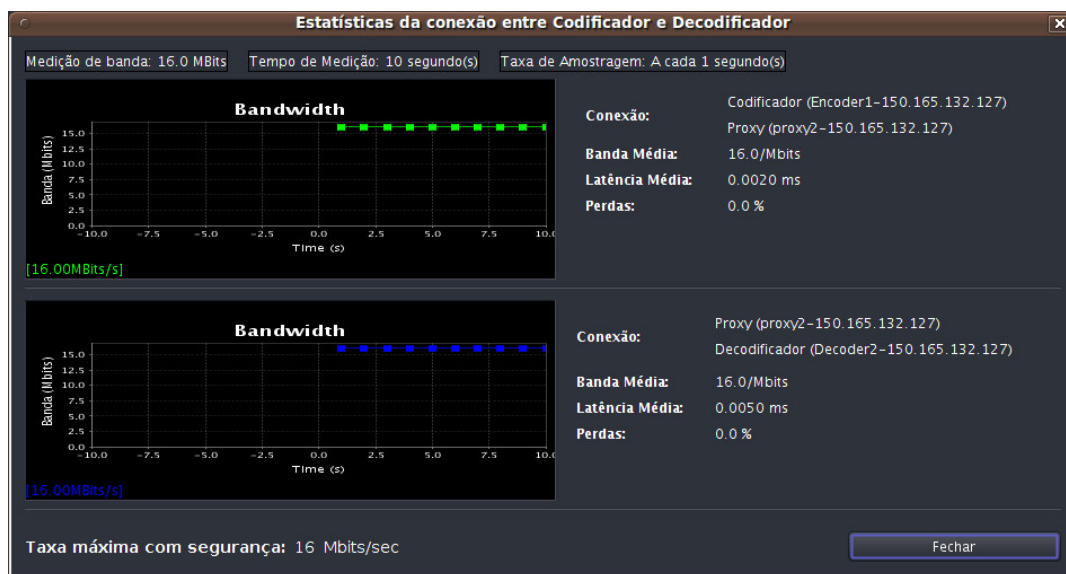 Estatísticas da conexão entre Codificador e Decodificador
Medição de banda: 16.0 MBits Tempo de Medição: 10 segundo(s) Taxa de Amostragem: A cada 1 segundo(s)
Bandwidth
Banda (Mbits)
15.0
12.5
10.0
7.5
5.0
2.5
0.0
-10.0 -7.5 -5.0 -2.5 0.0 2.5 5.0 7.5 10.0
Time (s)
[16.00MBits/s]
Conexão:
Codificador (Encoder1-150.165.132.127)
Proxy (proxy2-150.165.132.127)
Banda Média: 16.0/Mbits
Latência Média: 0.0020 ms
Perdas: 0.0 %
Bandwidth
Banda (Mbits)
15.0
12.5
10.0
7.5
5.0
2.5
0.0
-10.0 -7.5 -5.0 -2.5 0.0 2.5 5.0 7.5 10.0
Time (s)
[16.00MBits/s]
Conexão:
Proxy (proxy2-150.165.132.127)
Decodificador (Decoder2-150.165.132.127)
Banda Média: 16.0/Mbits
Latência Média: 0.0050 ms
Perdas: 0.0 %
Taxa máxima com segurança: 16 Mbits/sec
Fechar